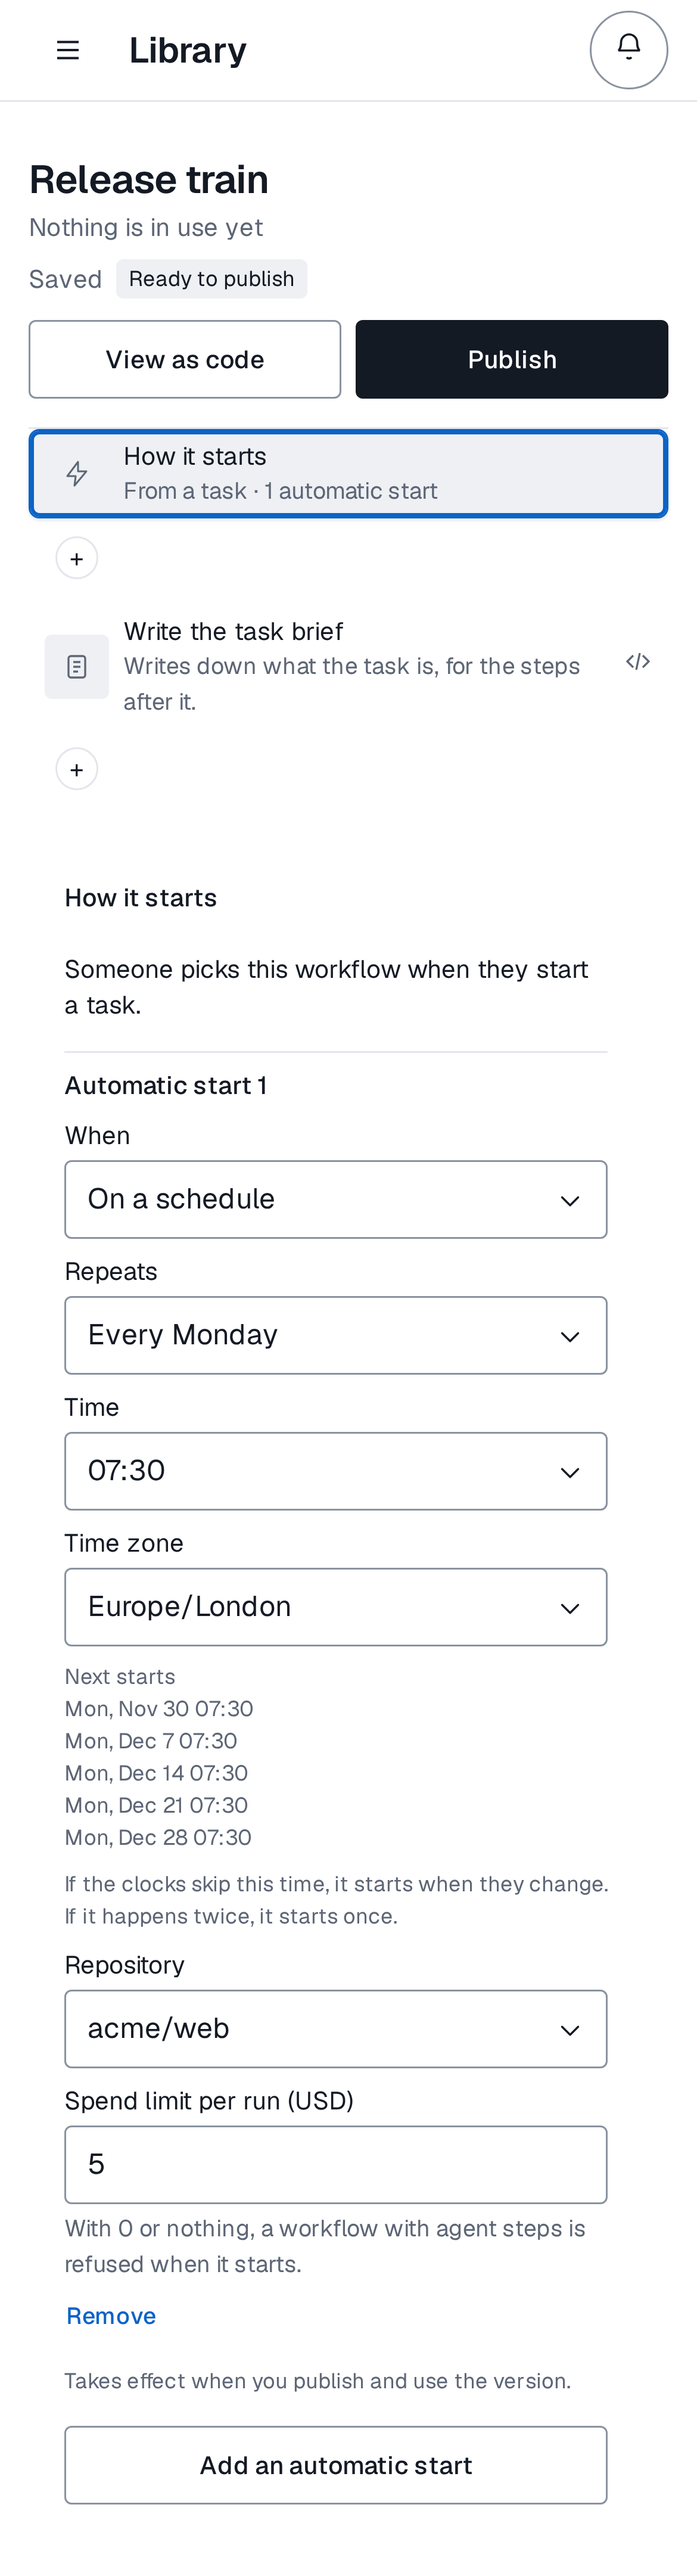 Library
Release train
Nothing is in use yet
Saved
Ready to publish
View as code
Publish
How it starts
From a task · 1 automatic start
+
Write the task brief
Writes down what the task is, for the steps
after it.
+
How it starts
Someone picks this workflow when they start
a task.
Automatic start 1
When
On a schedule
Repeats
Every Monday
Time
07:30
Time zone
Europe/London
Next starts
Mon, Nov 30 07:30
Mon, Dec 7 07:30
Mon, Dec 14 07:30
Mon, Dec 21 07:30
Mon, Dec 28 07:30
If the clocks skip this time, it starts when they change.
If it happens twice, it starts once.
Repository
acme/web
Spend limit per run (USD)
5
With 0 or nothing, a workflow with agent steps is
refused when it starts.
Remove
Takes effect when you publish and use the version.
Add an automatic start